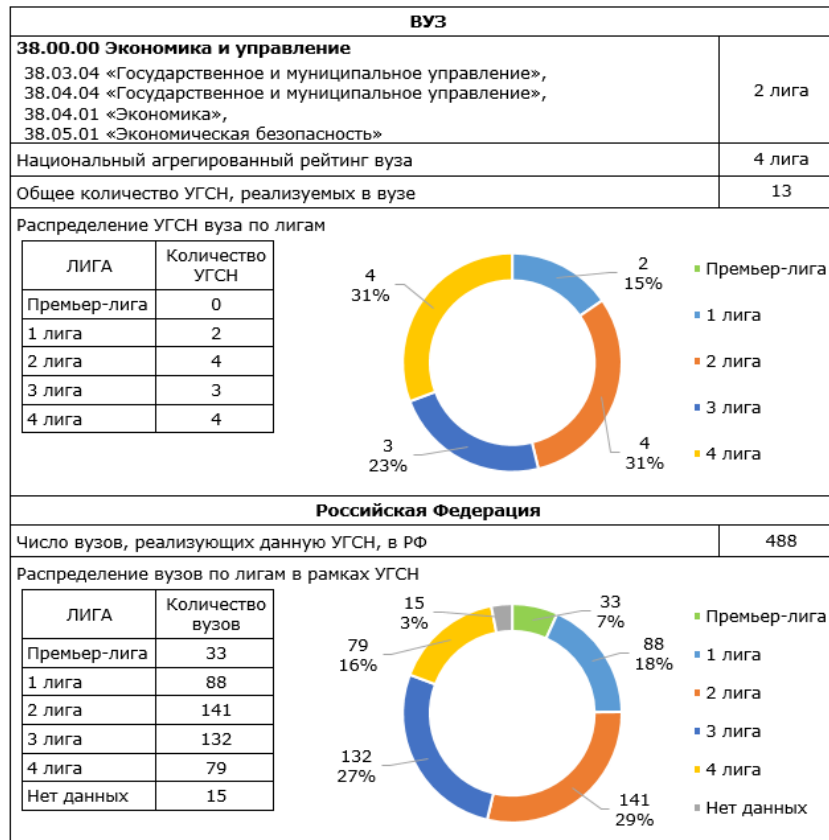 ВУЗ
38.00.00 Экономика и управление
38.03.04 «Государственное и муниципальное управление»,
38.04.04 «Государственное и муниципальное управление»,
38.04.01 «Экономика»,
38.05.01 «Экономическая безопасность»
2 лига
Национальный агрегированный рейтинг вуза 4 лига
Общее количество УГСН, реализуемых в вузе 13
Распределение УГСН вуза по лигам
ЛИГА Количество УГСН
Премьер-лига 0
1 лига 2
2 лига 4
3 лига 3
4 лига 4
4
31%
2
15%
3
23%
4
31%
Премьер-лига
1 лига
2 лига
3 лига
4 лига
Российская Федерация
Число вузов, реализующих данную УГСН, в РФ 488
Распределение вузов по лигам в рамках УГСН
ЛИГА Количество вузов
Премьер-лига 33
1 лига 88
2 лига 141
3 лига 132
4 лига 79
Нет данных 15
15
3%
33
7%
79
16%
88
18%
132
27%
141
29%
Премьер-лига
1 лига
2 лига
3 лига
4 лига
Нет данных